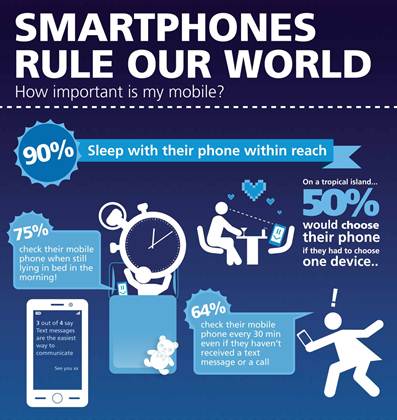 SMARTPHONES
RULE OUR WORLD
How important is my mobile?
90% Sleep with their phone within reach
On a tropical island...
50%
would choose
their phone
if they had to choose
one device..
75%
check their mobile
phone when still
lying in bed in the
morning!
64%
check their mobile
phone every 30 min
even if they haven't
received a text
message or a call
3 out of 4 say
Text messages
are the easiest
way to
communicate
See you xx
!